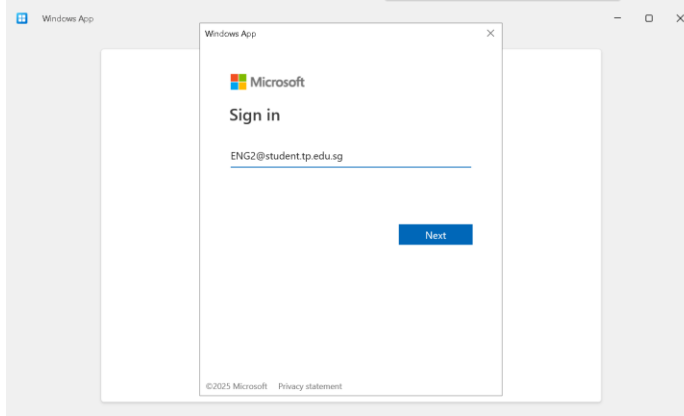 Windows App
Windows App
Microsoft
Sign in
ENG2@student.tp.edu.sg
Next
©2025 Microsoft Privacy statement